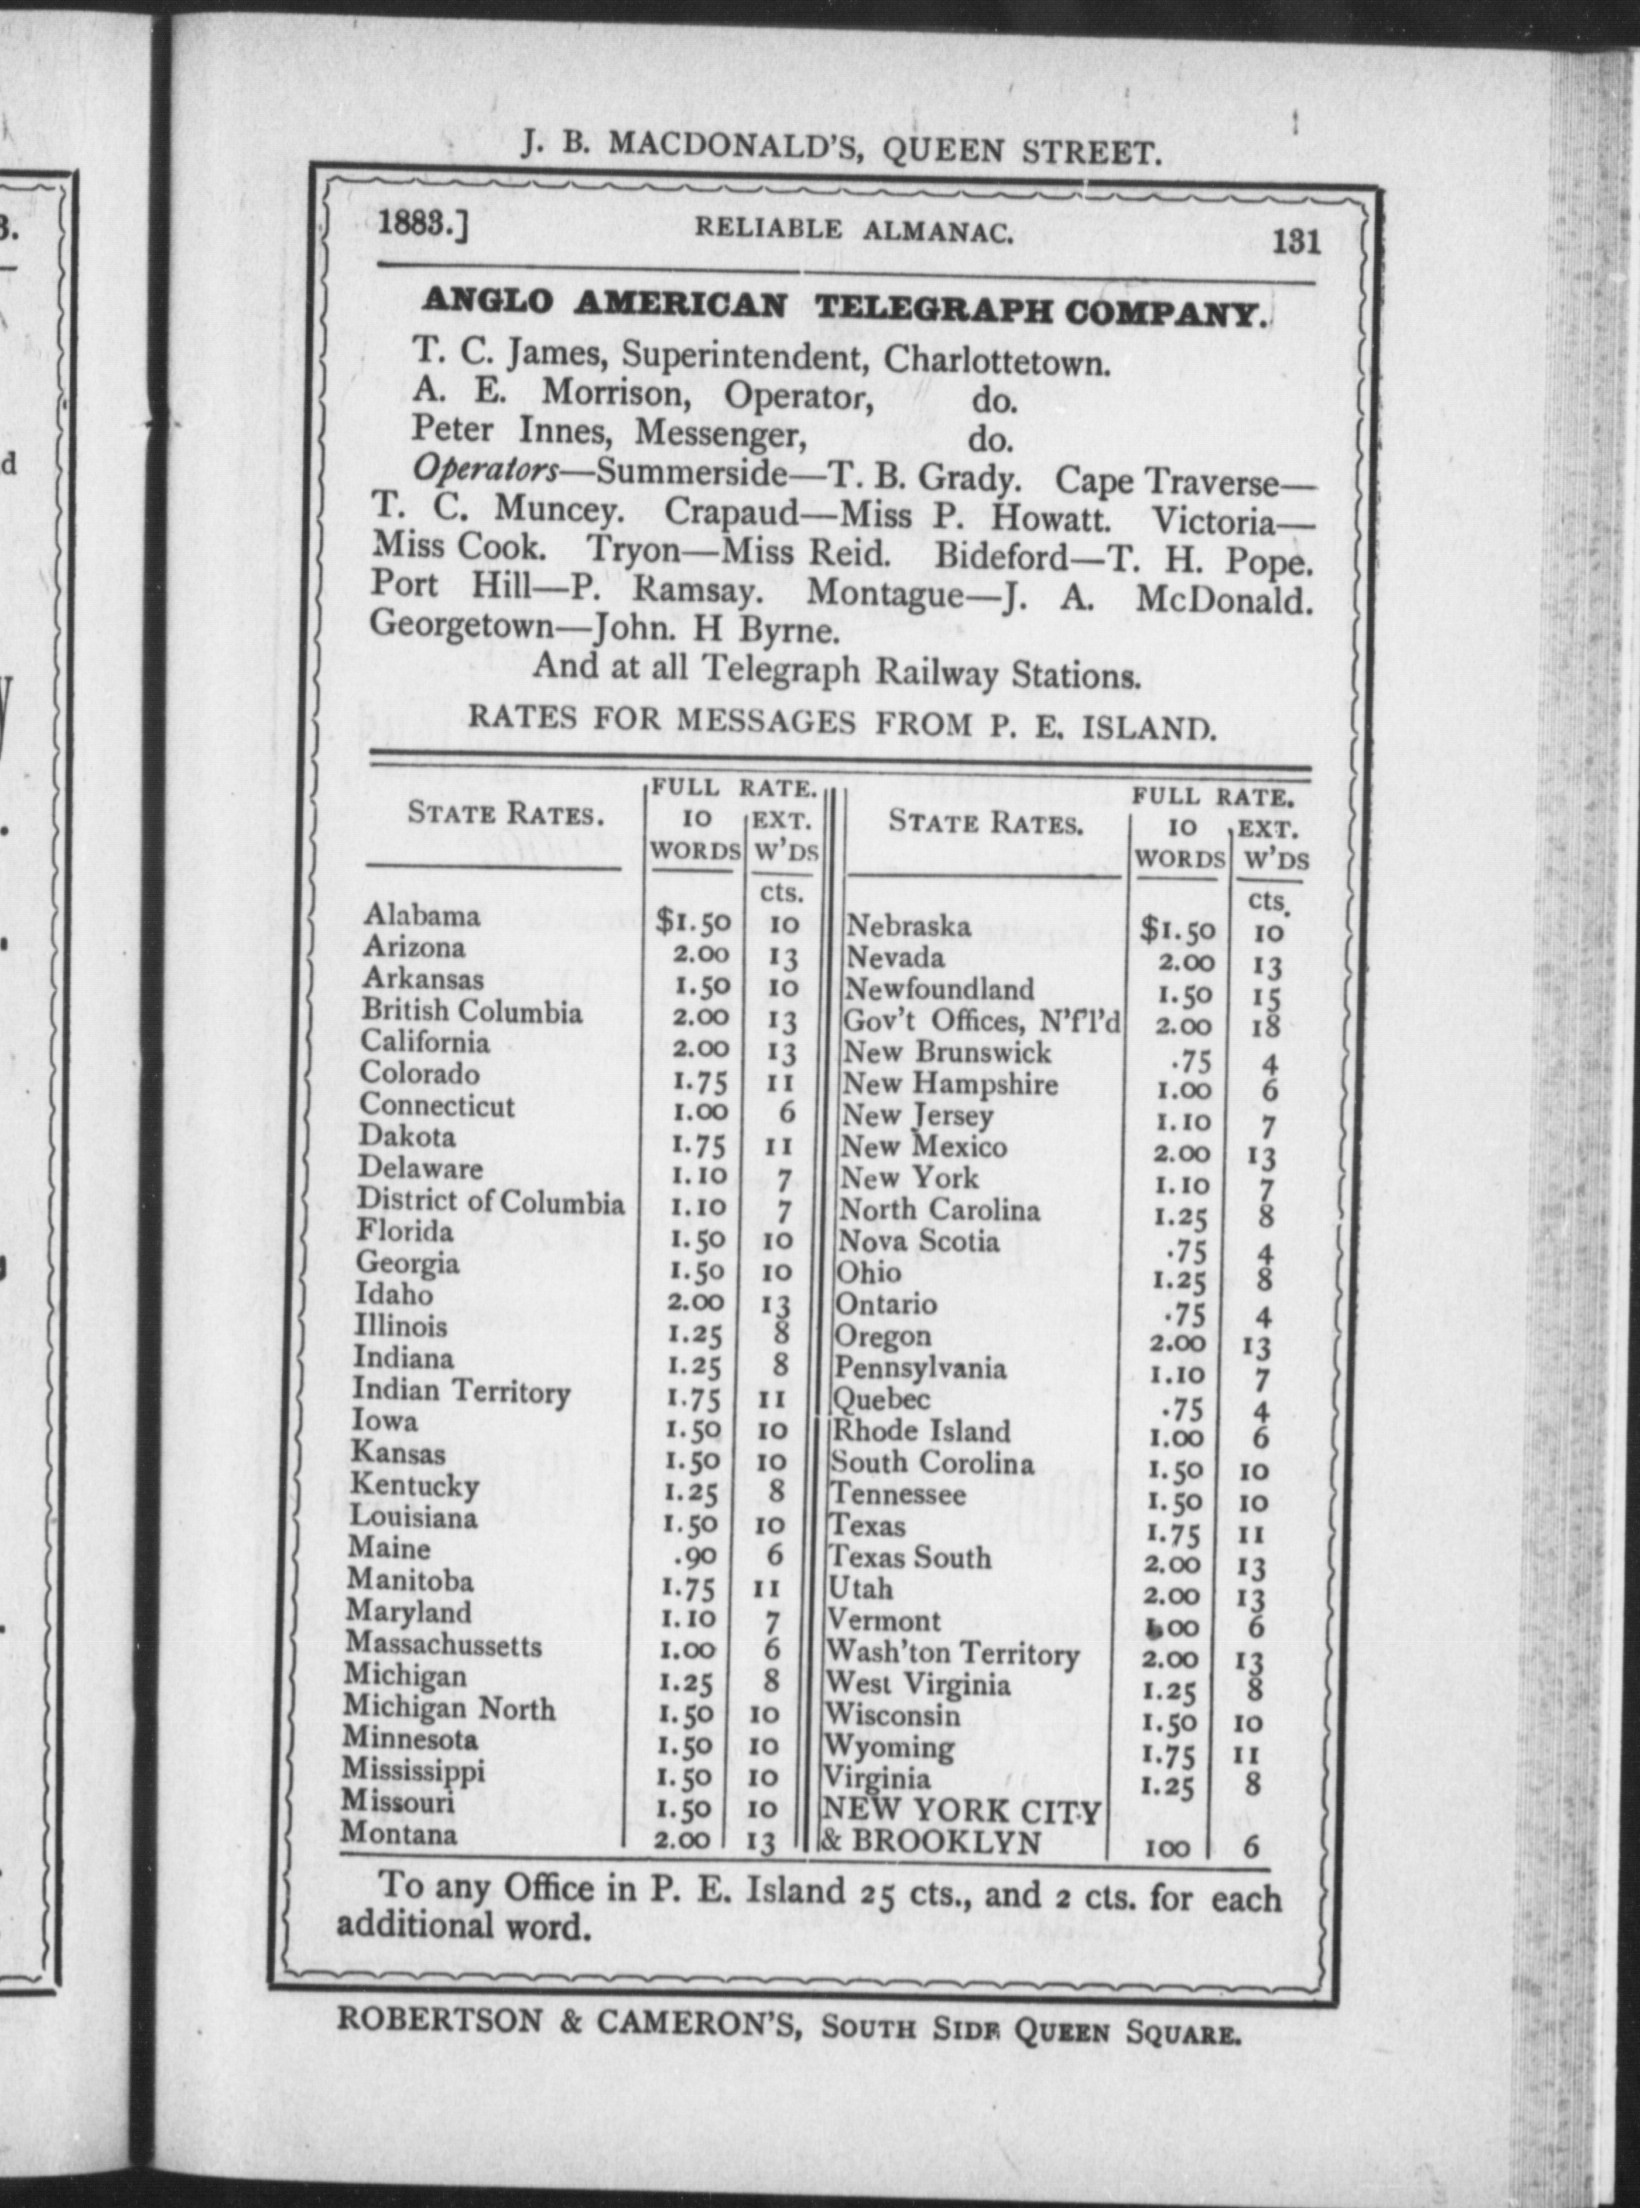 J. B. MACDONALD'S, QUEEN STREET.
1883.] RELIABLE ALMANAC. 131
ANGLO AMERICAN TELEGRAPH COMPANY.
T. C. James, Superintendent, Charlottetown.
A. E. Morrison, Operator, do.
Peter Innes, Messenger, do.
Operators—Summerside—T. B. Grady. Cape Traverse—
T. C. Muncey. Crapaud—Miss P. Howatt. Victoria—
Miss Cook. Tryon—Miss Reid. Bideford—T. H. Pope.
Port Hill—P. Ramsay. Montague—J. A. McDonald.
Georgetown—John. H Byrne.
And at all Telegraph Railway Stations.
RATES FOR MESSAGES FROM P. E. ISLAND.
STATE RATES. FULL RATE. STATE RATES. FULL RATE.
10 EXT. 10 EXT.
WORDS W'DS WORDS W'DS
cts. cts.
Alabama $1.50 10 Nebraska $1.50 10
Arizona 2.00 13 Nevada 2.00 13
Arkansas 1.50 10 Newfoundland 1.50 15
British Columbia 2.00 13 Gov't Offices, N'f'l'd 2.00 18
California 2.00 13 New Brunswick .75 4
Colorado 1.75 11 New Hampshire 1.00 6
Connecticut 1.00 6 New Jersey 1.10 7
Dakota 1.75 11 New Mexico 2.00 13
Delaware 1.10 7 New York 1.10 7
District of Columbia 1.10 7 North Carolina 1.25 8
Florida 1.50 10 Nova Scotia .75 4
Georgia 1.50 10 Ohio 1.25 8
Idaho 2.00 13 Ontario .75 4
Illinois 1.25 8 Oregon 2.00 13
Indiana 1.25 8 Pennsylvania 1.10 7
Indian Territory 1.75 11 Quebec .75 4
Iowa 1.50 10 Rhode Island 1.00 6
Kansas 1.50 10 South Corolina 1.50 10
Kentucky 1.25 8 Tennessee 1.50 10
Louisiana 1.50 10 Texas 1.75 11
Maine .90 6 Texas South 2.00 13
Manitoba 1.75 11 Utah 2.00 13
Maryland 1.10 7 Vermont 1.00 6
Massachussetts 1.00 6 Wash'ton Territory 2.00 13
Michigan 1.25 8 West Virginia 1.25 8
Michigan North 1.50 10 Wisconsin 1.50 10
Minnesota 1.50 10 Wyoming 1.75 11
Mississippi 1.50 10 Virginia 1.25 8
Missouri 1.50 10 NEW YORK CITY
Montana 2.00 13 & BROOKLYN 100 6
To any Office in P. E. Island 25 cts., and 2 cts. for each
additional word.
ROBERTSON & CAMERON'S, SOUTH SIDE QUEEN SQUARE.